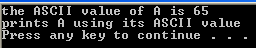 the ASCII value of A is 65
prints A using its ASCII value
Press any key to continue . . .